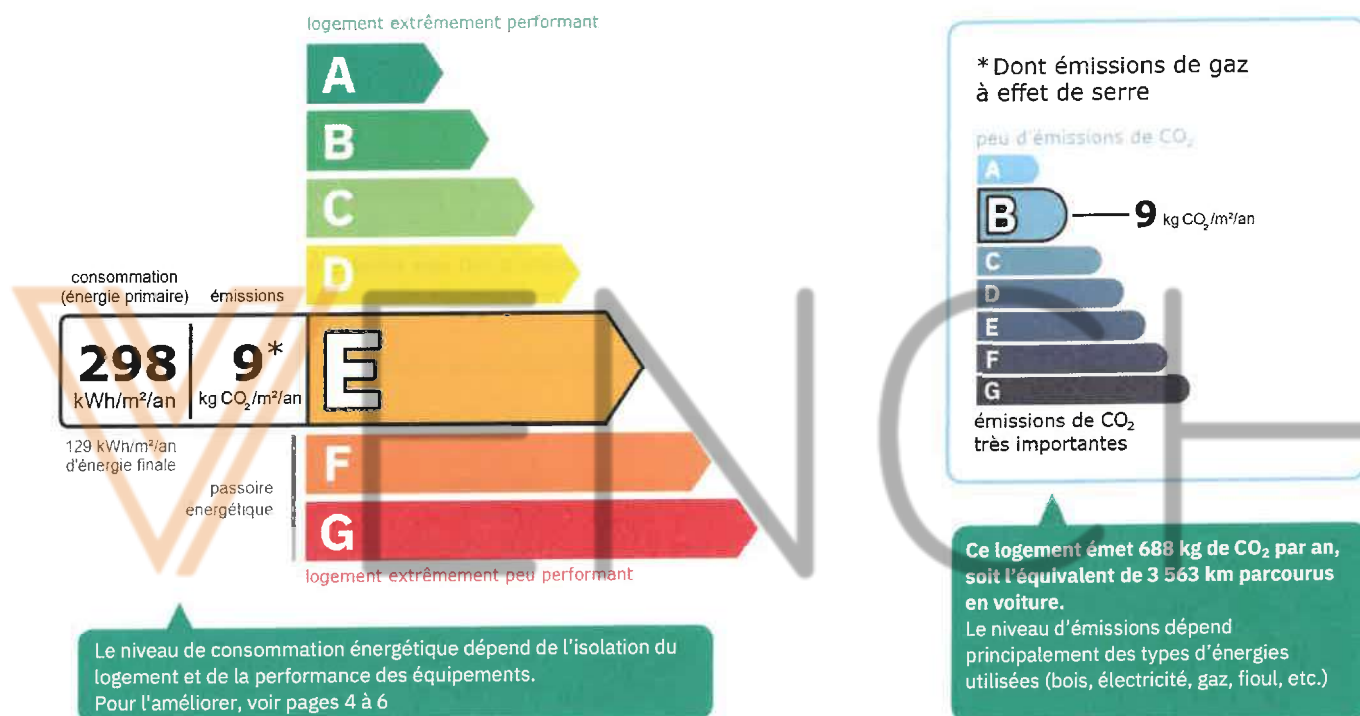 logement extrêmement performant
A
B
C
D
consommation
(énergie primaire)
émissions
298
kWh/m²/an
9*
kg CO₂/m²/an
E
129 kWh/m²/an
d'énergie finale
passoire
energétique
F
G
logement extrêmement peu performant
Le niveau de consommation énergétique dépend de l'isolation du
logement et de la performance des équipements.
Pour l'améliorer, voir pages 4 à 6
*Dont émissions de gaz
à effet de serre
peu d'émissions de CO₂
A
B
9 kg CO₂/m²/an
C
D
E
F
G
émissions de CO₂
très importantes
Ce logement émet 688 kg de CO₂ par an,
soit l'équivalent de 3 563 km parcourus
en voiture.
Le niveau d'émissions dépend
principalement des types d'énergies
utilisées (bois, électricité, gaz, fioul, etc.)
VENCH